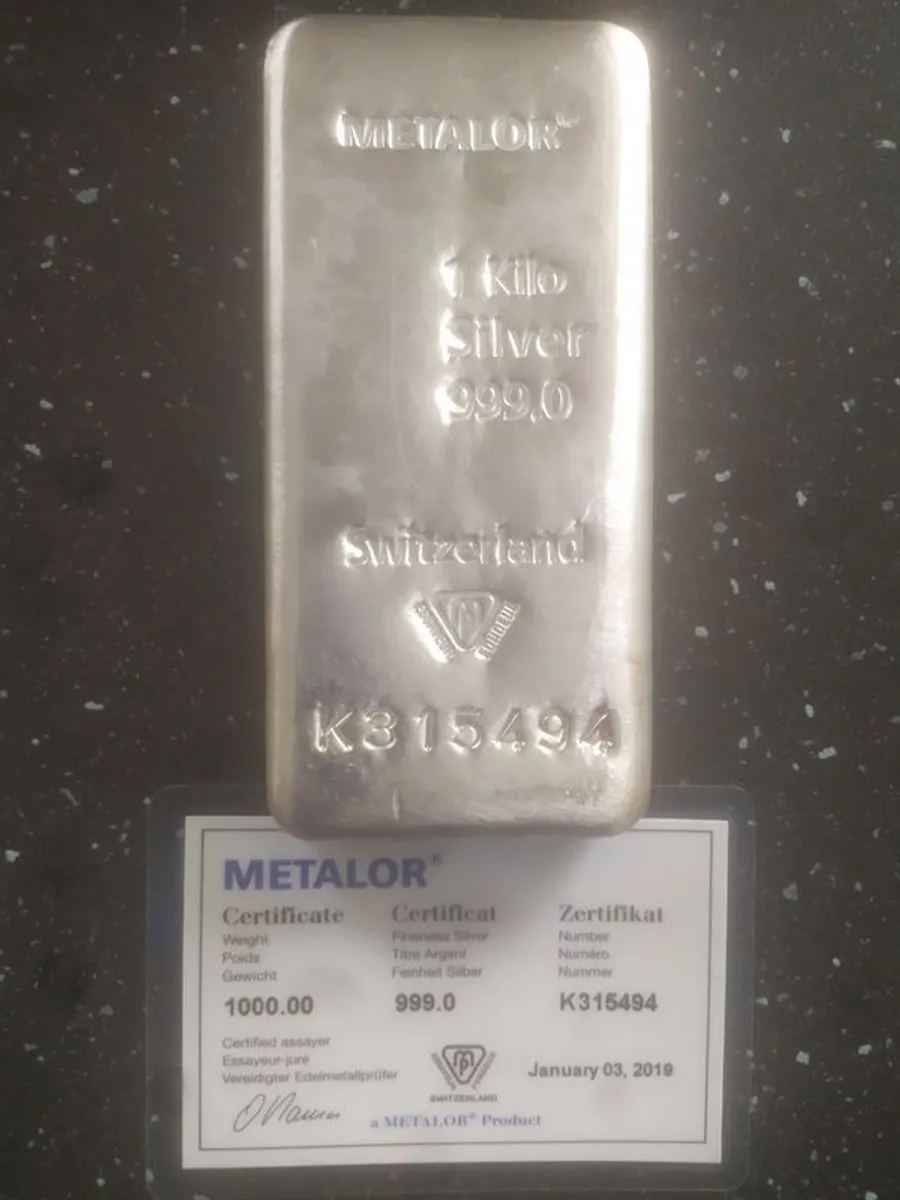 METALOR
1 Kilo
Silver
999.0
Switzerland
K315494
METALOR®
Certificate Certificat Zertifikat
Weight Fineness Silver Number
Poids Titre Argent Numéro
Gewicht Feinheit Silber Nummer
1000.00 999.0 K315494
Certified assayer
Essayeur-juré
Vereidigter Edelmetallprüfer
January 03, 2019
SWITZERLAND
a METALOR® Product